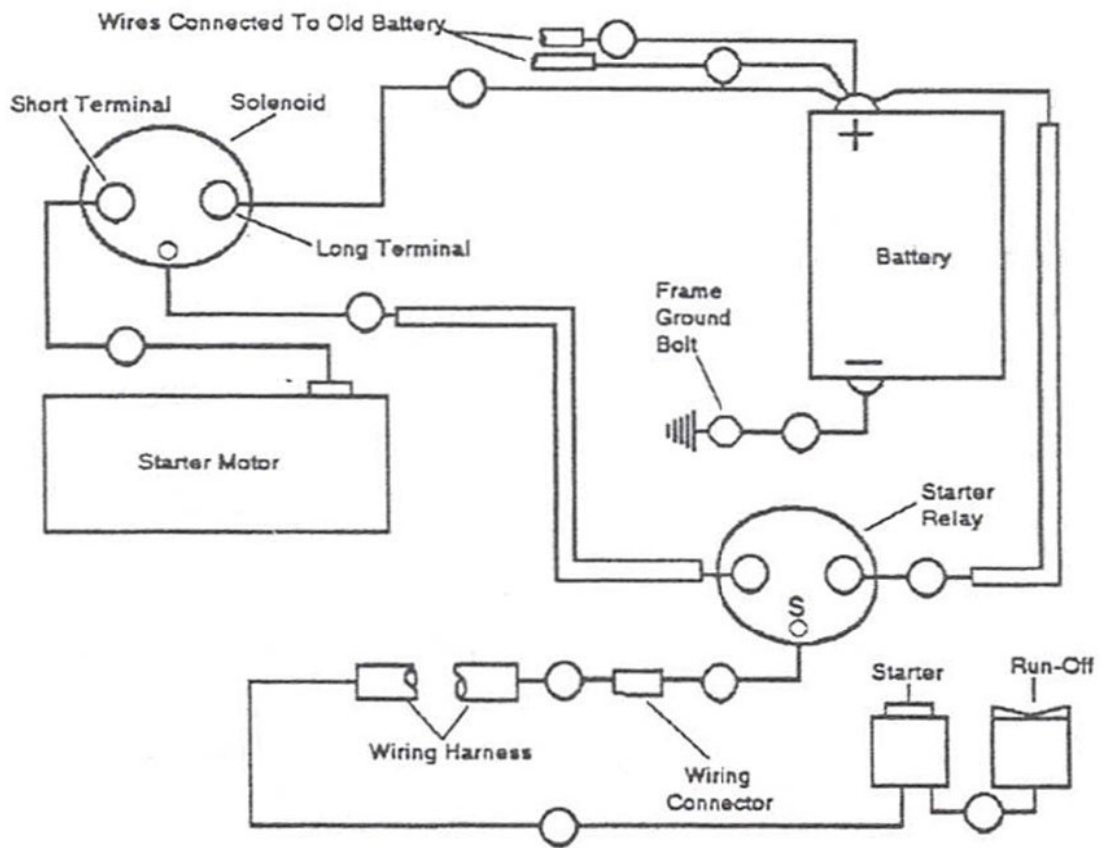 Wires Connected To Old Battery
Short Terminal
Solenoid
+
Long Terminal
Battery
Frame
Ground
Bolt
—
Starter Motor
Starter
Relay
S
Starter
Run-Off
Wiring Harness
Wiring
Connector